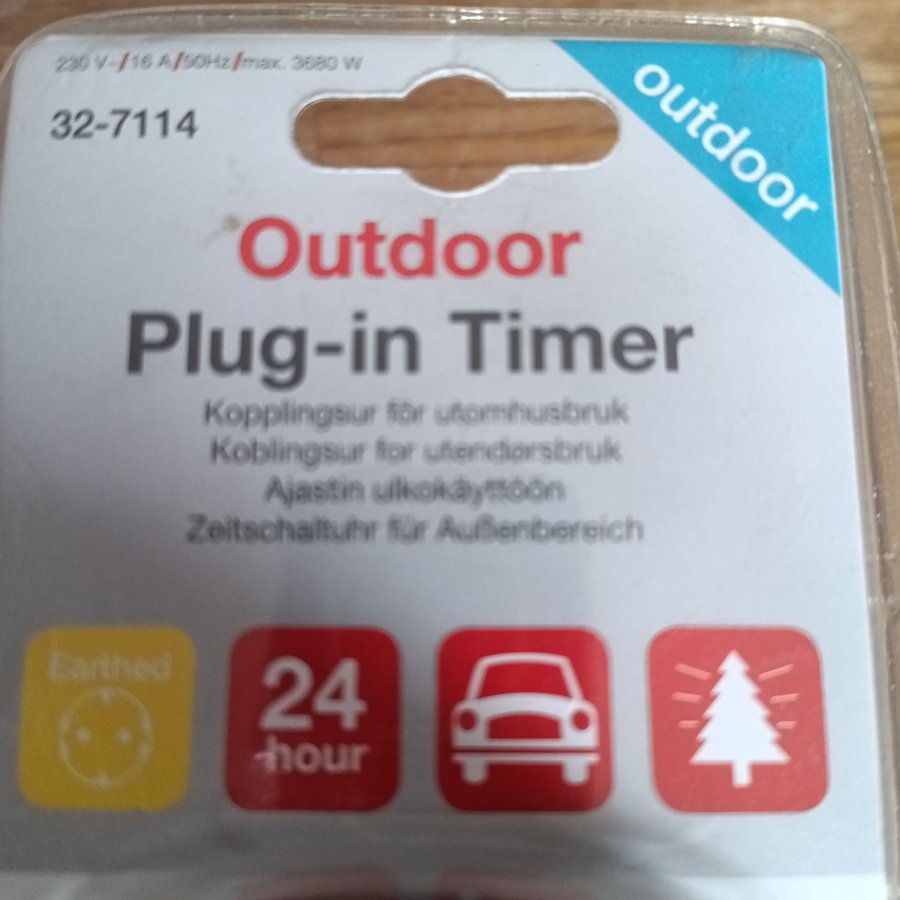 230 V~/16 A/50Hz/max. 3680 W
32-7114
outdoor
Outdoor
Plug-in Timer
Kopplingsur för utomhusbruk
Koblingsur for utendørsbruk
Ajastin ulkokäyttöön
Zeitschaltuhr für Außenbereich
Earthed
24
-hour